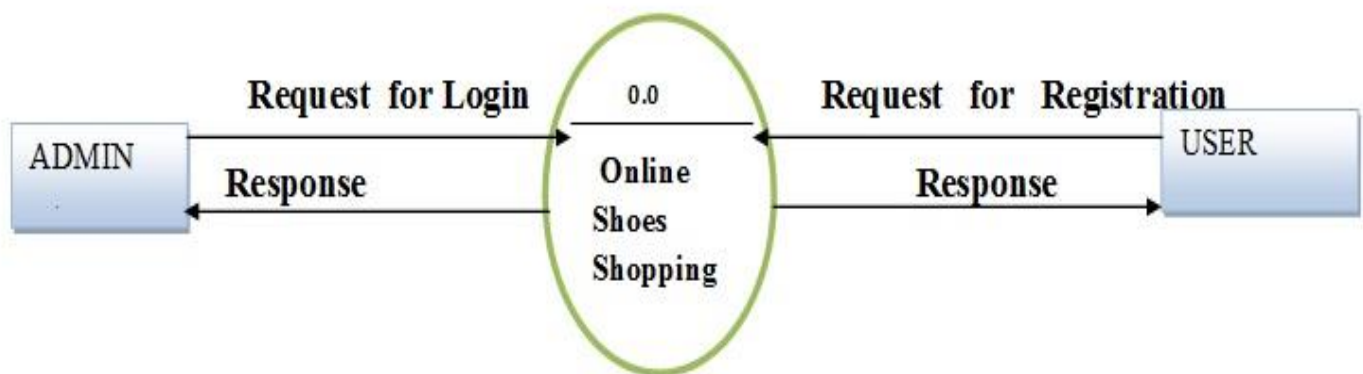 Request for Login
0.0
Request for Registration
ADMIN
USER
Response
Online
Shoes
Shopping
Response